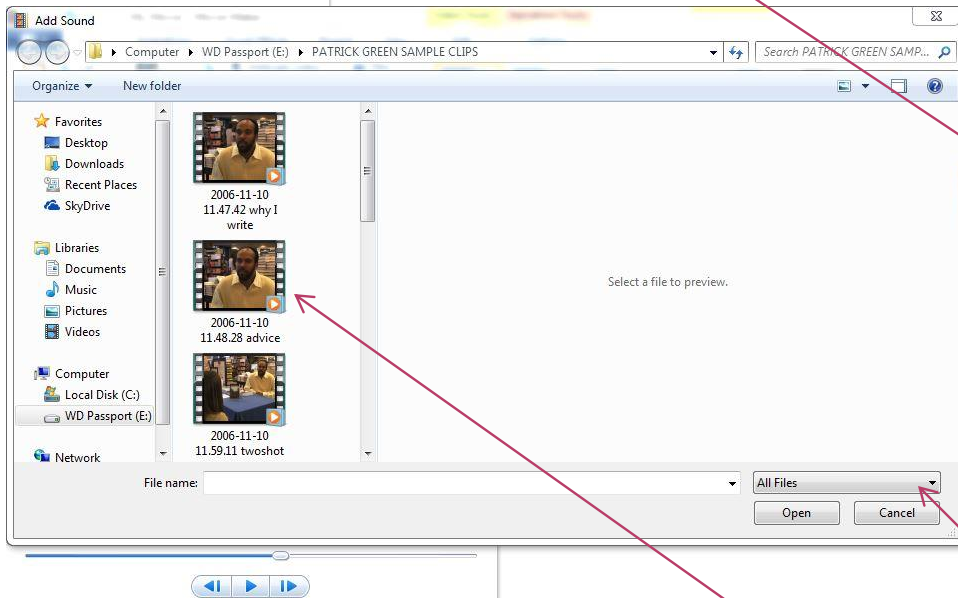 Add Sound
Computer WD Passport (E:) PATRICK GREEN SAMPLE CLIPS
Search PATRICK GREEN SAMP...
Organize New folder
Favorites
Desktop
Downloads
Recent Places
SkyDrive
Libraries
Documents
Music
Pictures
Videos
Computer
Local Disk (C:)
WD Passport (E:)
Network
2006-11-10
11.47.42 why I
write
2006-11-10
11.48.28 advice
2006-11-10
11.59.11 twoshot
Select a file to preview.
File name:
All Files
Open Cancel